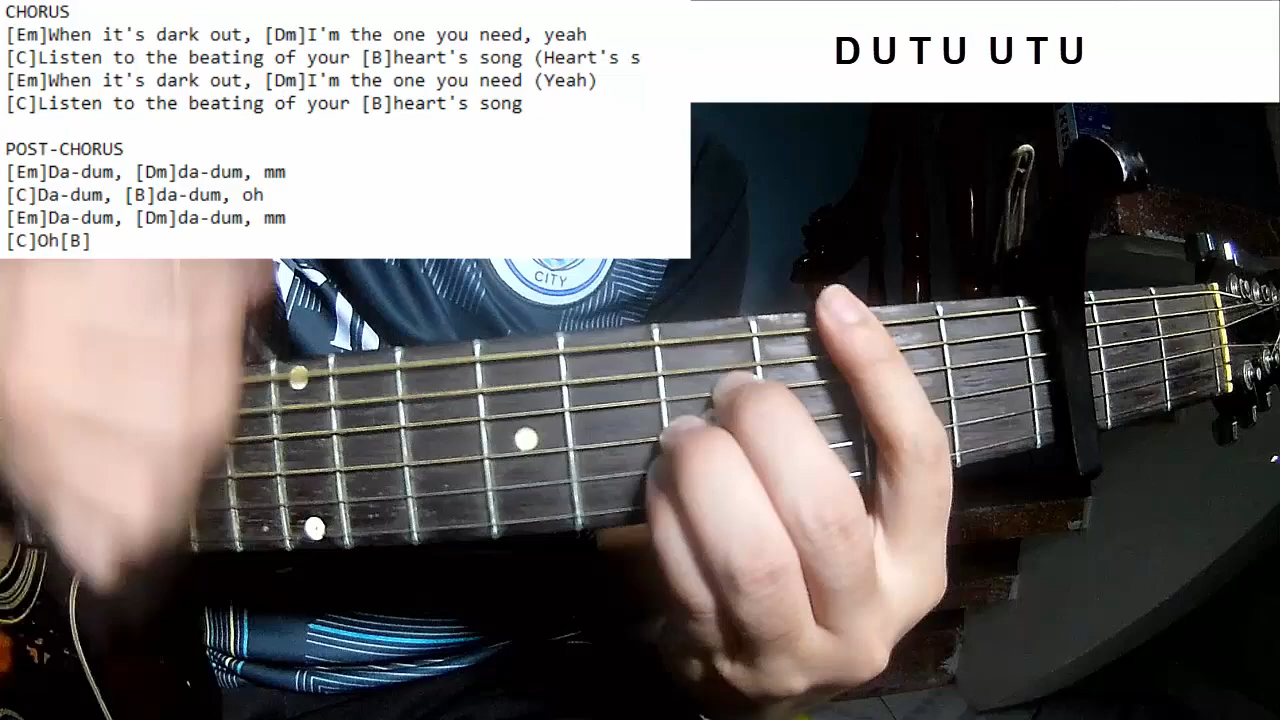 CHORUS
[Em]When it's dark out, [Dm]I'm the one you need, yeah
[C]Listen to the beating of your [B]heart's song (Heart's s
[Em]When it's dark out, [Dm]I'm the one you need (Yeah)
[C]Listen to the beating of your [B]heart's song
POST-CHORUS
[Em]Da-dum, [Dm]da-dum, mm
[C]Da-dum, [B]da-dum, oh
[Em]Da-dum, [Dm]da-dum, mm
[C]Oh[B]
D U T U U T U
CITY